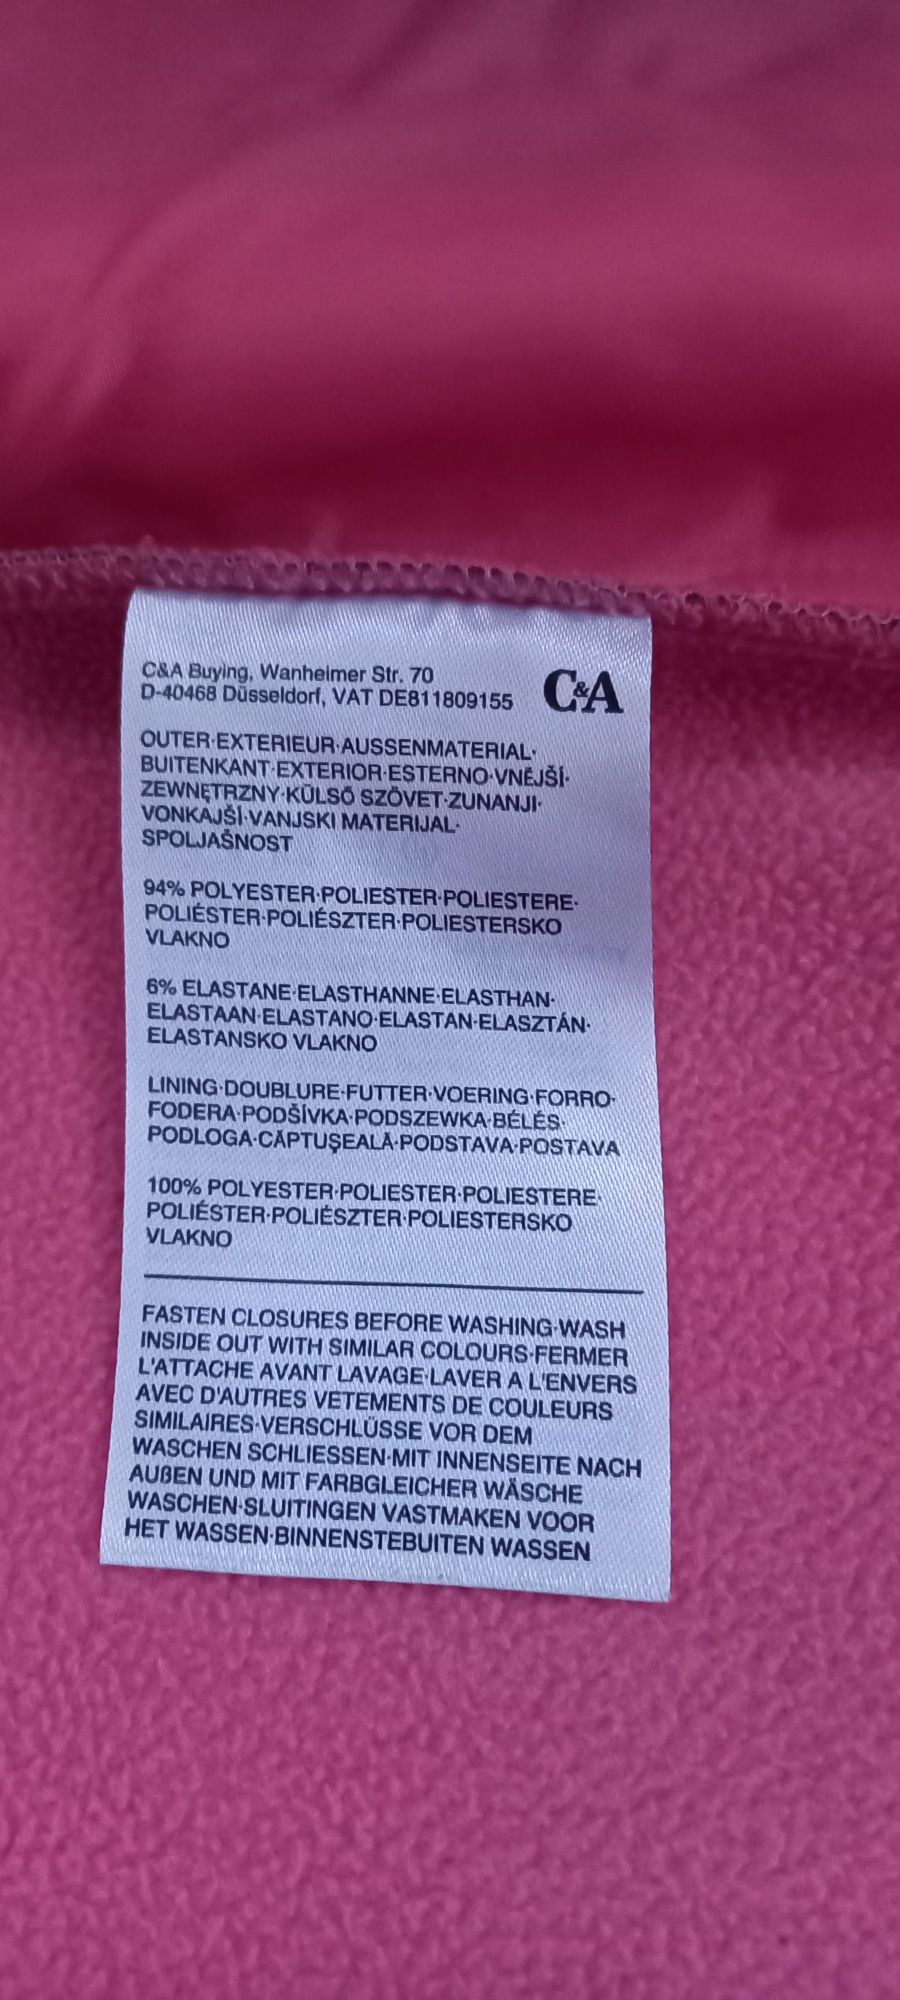 C&A Buying, Wanheimer Str. 70
D-40468 Düsseldorf, VAT DE811809155
C&A
OUTER·EXTERIEUR·AUSSENMATERIAL·
BUITENKANT·EXTERIOR·ESTERNO·VNĚJŠÍ·
ZEWNĘTRZNY·KÜLSŐ SZÖVET·ZUNANJI·
VONKAJŠÍ·VANJSKI MATERIJAL·
SPOLJAŠNOST
94% POLYESTER·POLIESTER·POLIESTERE·
POLIÉSTER·POLIÉSZTER·POLIESTERSKO
VLAKNO
6% ELASTANE·ELASTHANNE·ELASTHAN·
ELASTAAN·ELASTANO·ELASTAN·ELASZTÁN·
ELASTANSKO VLAKNO
LINING·DOUBLURE·FUTTER·VOERING·FORRO·
FODERA·PODŠÍVKA·PODSZEWKA·BÉLÉS·
PODLOGA·CĂPTUŞEALĂ·PODSTAVA·POSTAVA
100% POLYESTER·POLIESTER·POLIESTERE·
POLIÉSTER·POLIÉSZTER·POLIESTERSKO
VLAKNO
FASTEN CLOSURES BEFORE WASHING·WASH
INSIDE OUT WITH SIMILAR COLOURS·FERMER
L'ATTACHE AVANT LAVAGE·LAVER A L'ENVERS
AVEC D'AUTRES VETEMENTS DE COULEURS
SIMILAIRES·VERSCHLÜSSE VOR DEM
WASCHEN SCHLIESSEN·MIT INNENSEITE NACH
AUßEN UND MIT FARBGLEICHER WÄSCHE
WASCHEN·SLUITINGEN VASTMAKEN VOOR
HET WASSEN·BINNENSTEBUITEN WASSEN